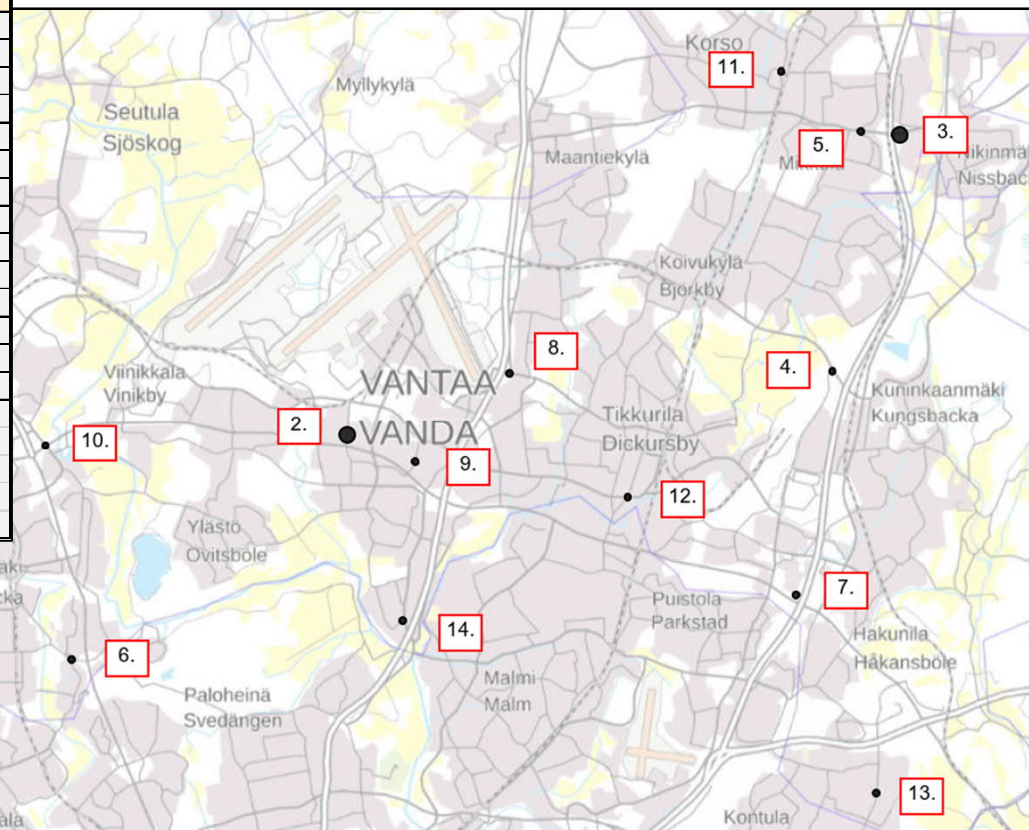 Korso
11.
Myllykylä
Seutula
Sjöskog
3.
5.
Maantiekylä
Nissbac
Koivukylä
Bjorkby
8.
4.
Viinikkala
Vinikby
VANTAA
Kuninkaanmäki
Kungsbacka
2.
VANDA
Tikkurila
Dickursby
10.
9.
12.
Ylästö
Ovitsbole
7.
Puistola
Parkstad
14.
Hakunila
Håkansböle
6.
Malmi
Malm
Paloheinä
Svedängen
13.
Kontula